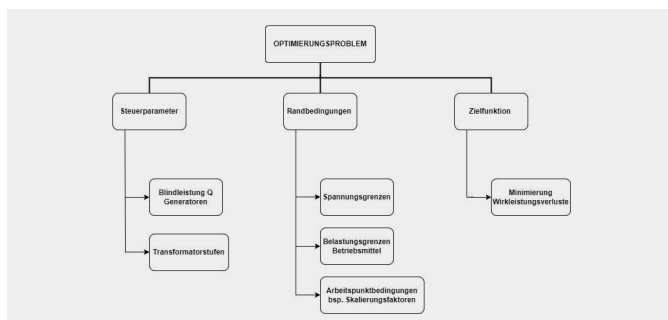 OPTIMIERUNGSPROBLEM
Steuerparameter
Randbedingungen
Zielfunktion
Blindleistung Q
Generatoren
Transformatorstufen
Spannungsgrenzen
Belastungsgrenzen
Betriebsmittel
Arbeitspunktbedingungen
bsp. Skalierungsfaktoren
Minimierung
Wirkleistungsverluste